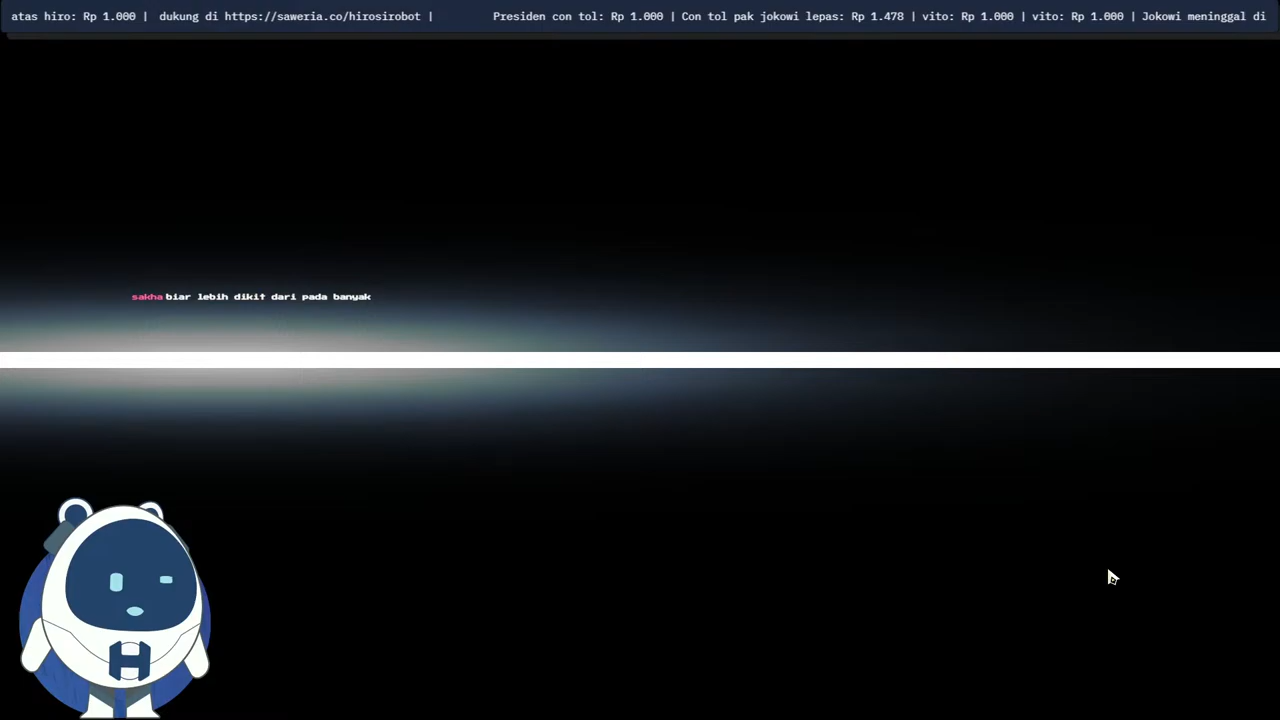 atas hiro: Rp 1.000 | dukung di https://saweria.co/hirosirobot | Presiden con tol: Rp 1.000 | Con tol pak jokowi lepas: Rp 1.478 | vito: Rp 1.000 | vito: Rp 1.000 | Jokowi meninggal di
sakha biar lebih dikit dari pada banyak
H